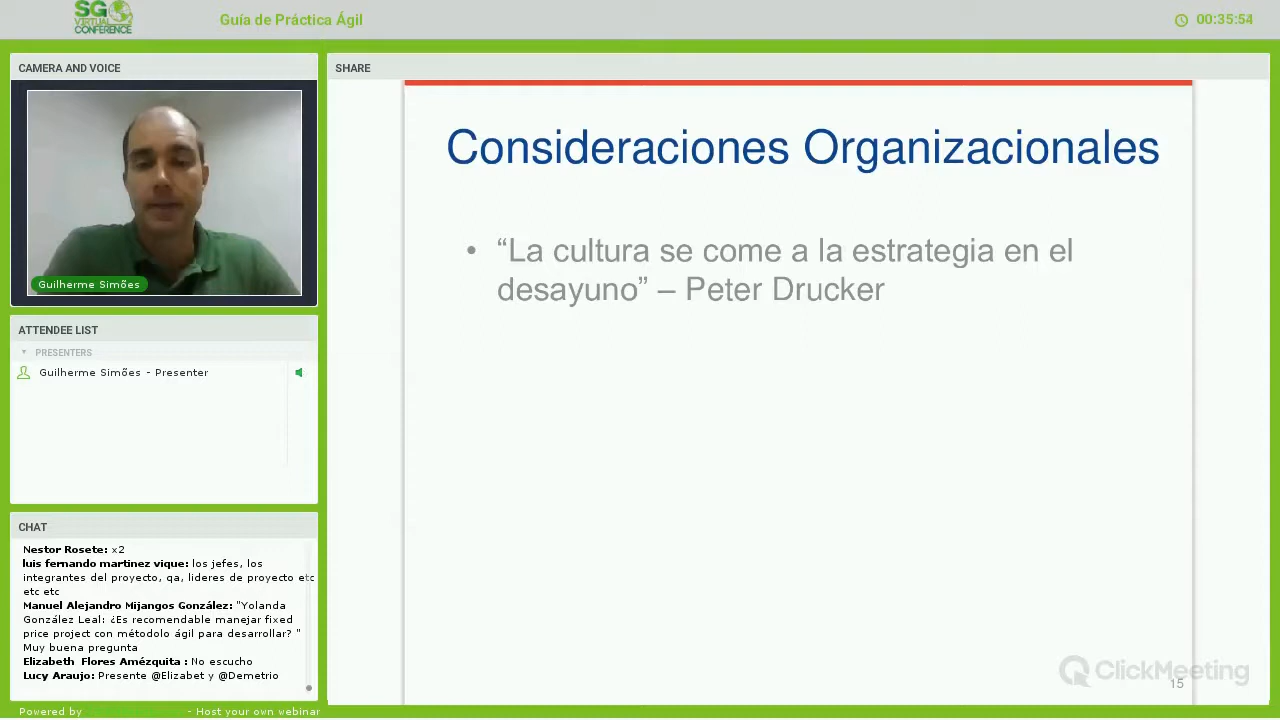 SG
VIRTUAL
CONFERENCE
Guía de Práctica Ágil
00:35:54
CAMERA AND VOICE
Guilherme Simões
ATTENDEE LIST
PRESENTERS
Guilherme Simões - Presenter
CHAT
Nestor Rosete: x2
luis fernando martinez vique: los jefes, los
integrantes del proyecto, qa, lideres de proyecto etc
etc etc
Manuel Alejandro Mijangos González: "Yolanda
González Leal: ¿Es recomendable manejar fixed
price project con métodolo ágil para desarrollar? "
Muy buena pregunta
Elizabeth Flores Amézquita : No escucho
Lucy Araujo: Presente @Elizabet y @Demetrio
Powered by - Host your own webinar
SHARE
Consideraciones Organizacionales
• “La cultura se come a la estrategia en el
desayuno” – Peter Drucker
ClickMeeting
15